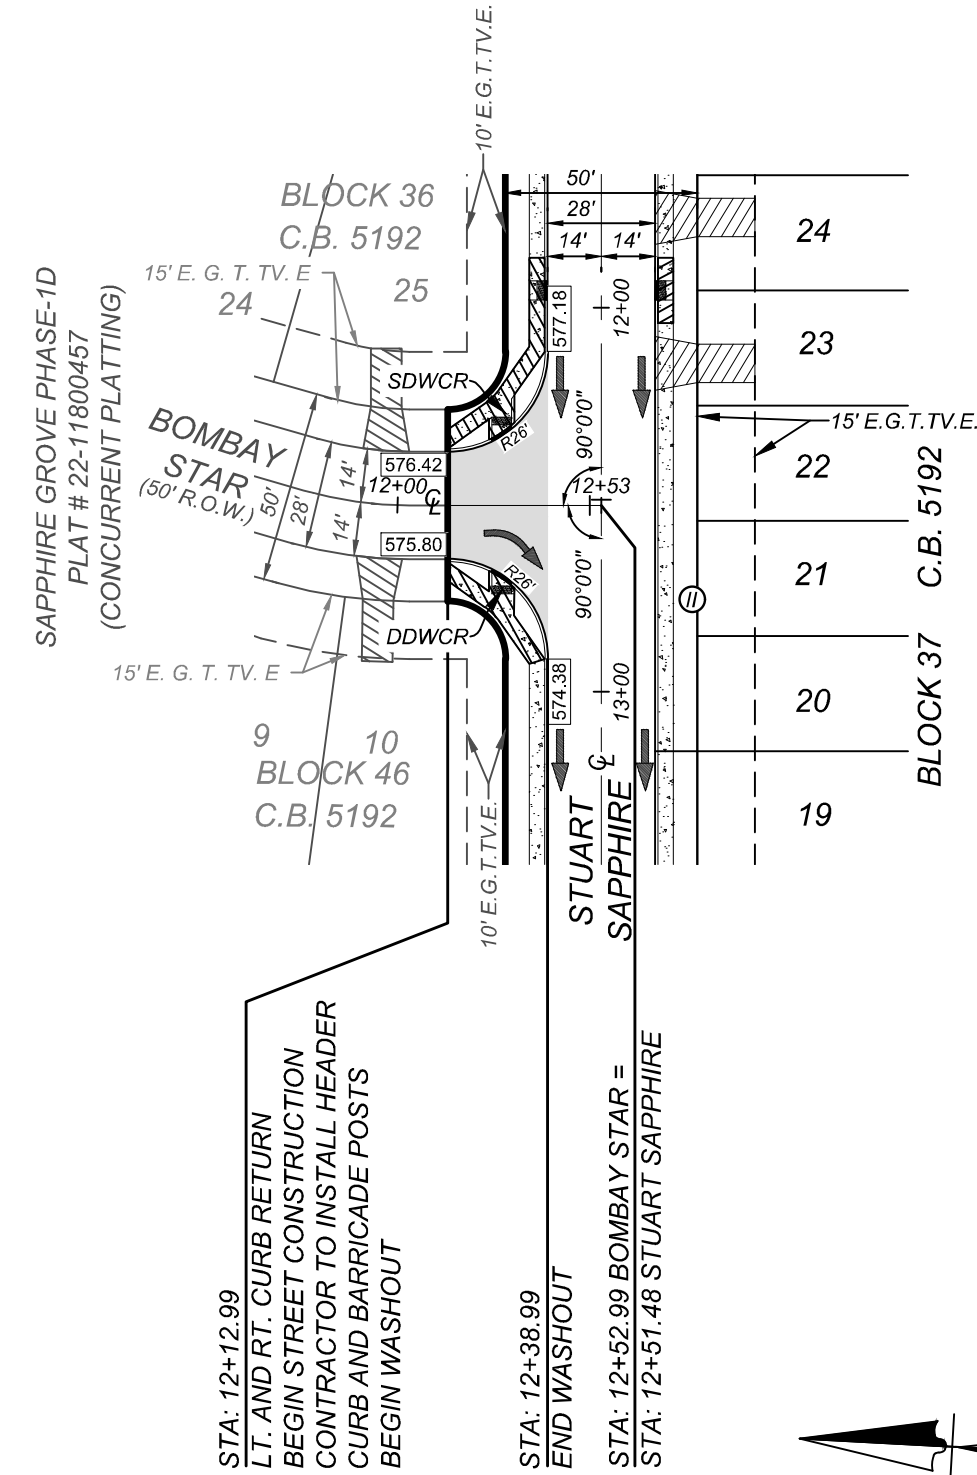 10' E.G.T.TV.E.
BLOCK 36
C.B. 5192
15' E. G. T. TV. E
24
25
SAPPHIRE GROVE PHASE-1D
PLAT # 22-11800457
(CONCURRENT PLATTING)
50'
28'
14'
14'
577.18
12+00
24
23
22
21
20
19
SDWCR
R26'
BOMBAY
STAR
(50' R.O.W.)
50'
28'
14'
14'
576.42
12+00
℄
575.80
90°0'0"
12+53
90°0'0"
15' E.G.T.TV.E.
C.B. 5192
BLOCK 37
11
R26'
DDWCR
574.38
13+00
℄
15' E. G. T. TV. E
9
10
BLOCK 46
C.B. 5192
10' E.G.T.TV.E.
STUART
SAPPHIRE
STA: 12+12.99
LT. AND RT. CURB RETURN
BEGIN STREET CONSTRUCTION
CONTRACTOR TO INSTALL HEADER
CURB AND BARRICADE POSTS
BEGIN WASHOUT
STA: 12+38.99
END WASHOUT
STA: 12+52.99 BOMBAY STAR =
STA: 12+51.48 STUART SAPPHIRE